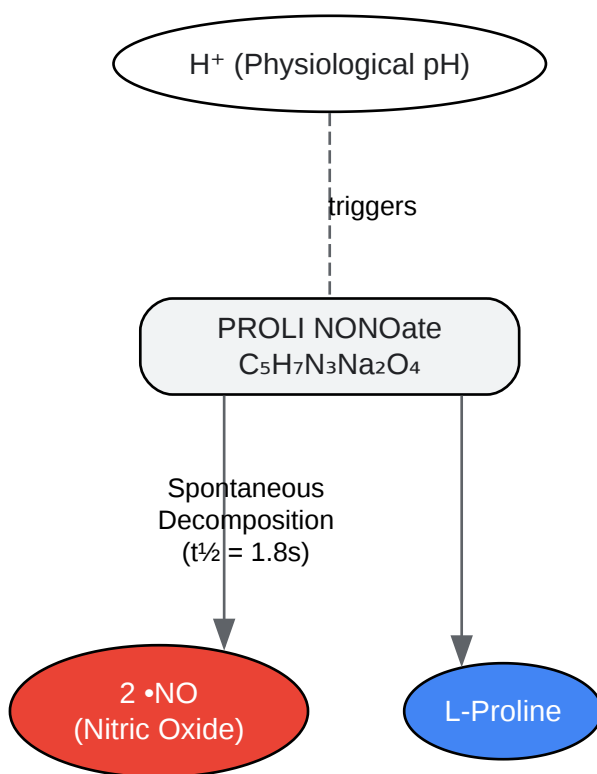 H⁺ (Physiological pH)
triggers
PROLI NONOate
C₅H₇N₃Na₂O₄
Spontaneous
Decomposition
(t½ = 1.8s)
2 •NO
(Nitric Oxide)
L-Proline